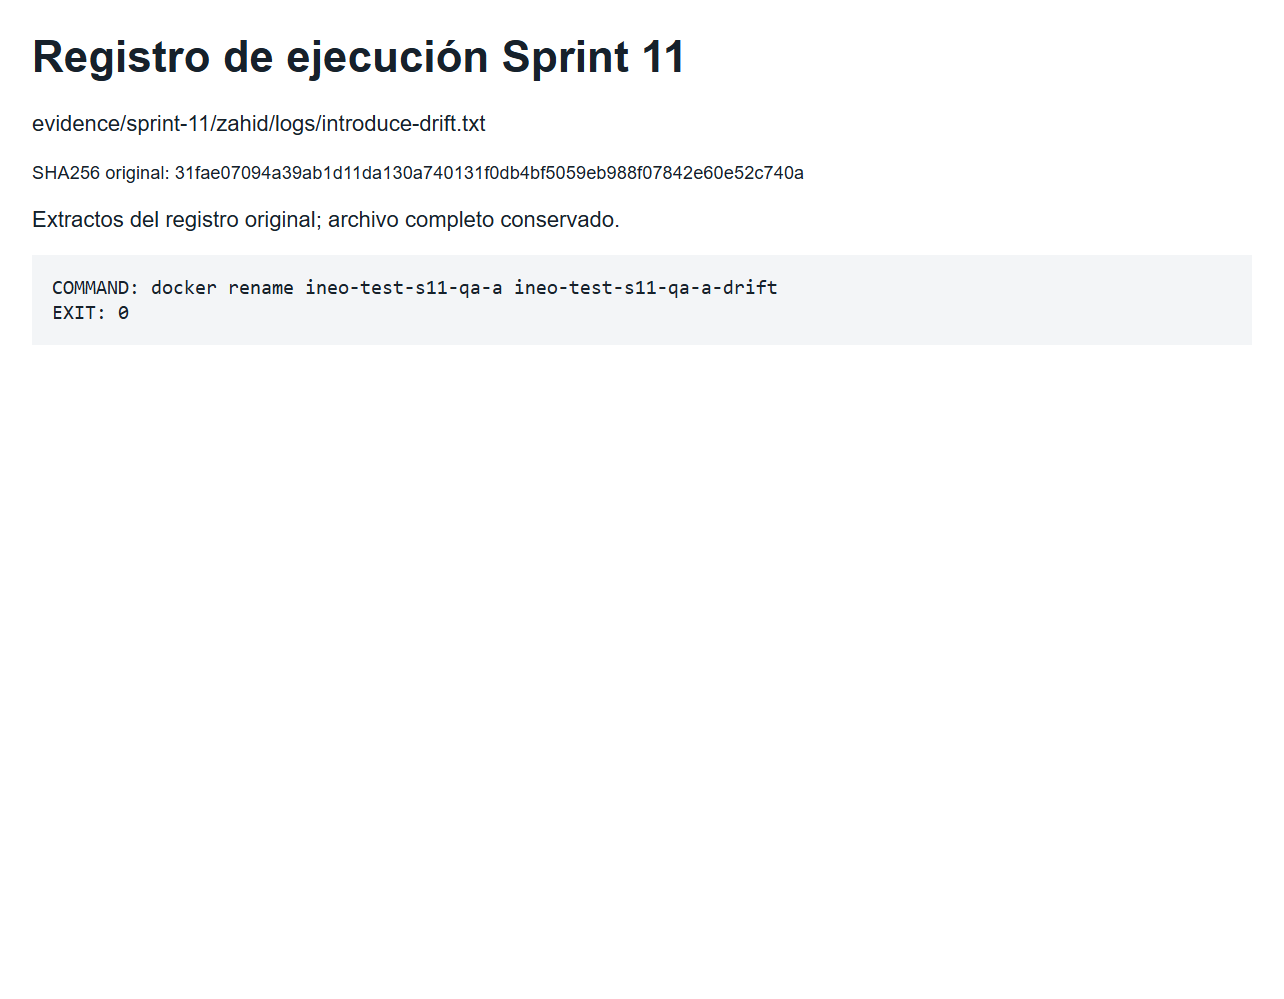 Registro de ejecución Sprint 11
evidence/sprint-11/zahid/logs/introduce-drift.txt
SHA256 original: 31fae07094a39ab1d11da130a740131f0db4bf5059eb988f07842e60e52c740a
Extractos del registro original; archivo completo conservado.
COMMAND: docker rename ineo-test-s11-qa-a ineo-test-s11-qa-a-drift
EXIT: 0